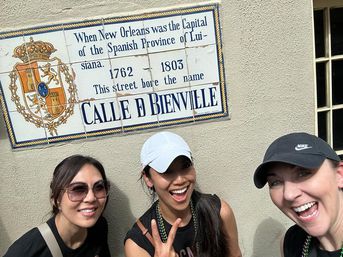 When New Orleans was the Capital
of the Spanish Province of Lui-
siana.
1762 1803
This street bore the name
CALLE D BIENVILLE
NIKE